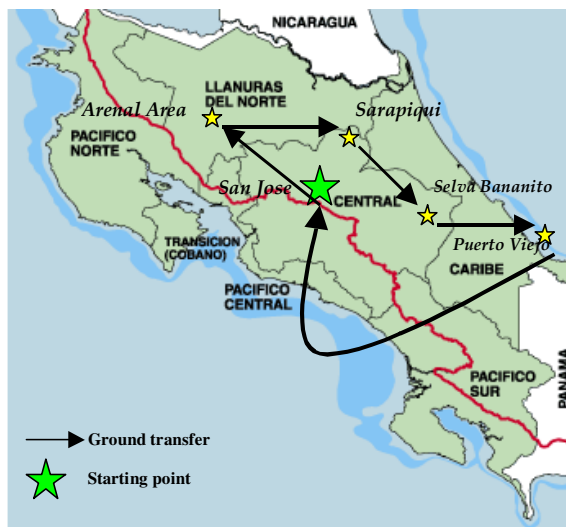 NICARAGUA
LLANURAS
DEL NORTE
Arenal Area
Sarapiqui
PACIFICO
NORTE
San Jose
Selva Bananito
CENTRAL
TRANSICION
(COBANO)
Puerto Viejo
CARIBE
PACIFICO
CENTRAL
PACIFICO
SUR
PANAMA
Ground transfer
Starting point